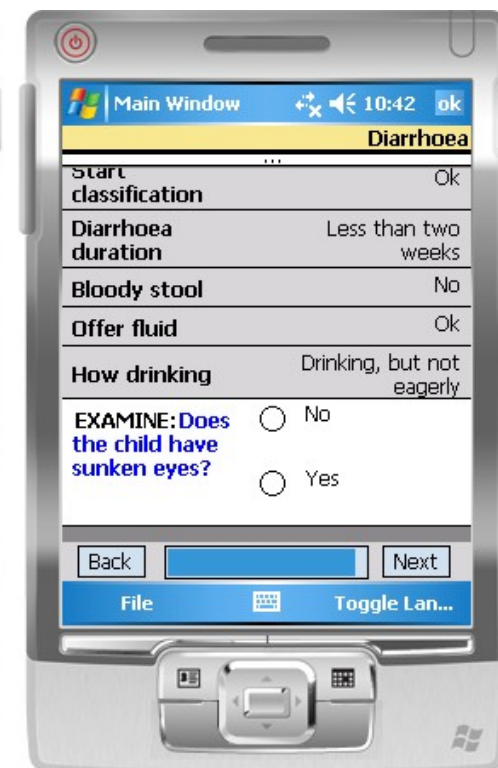 Main Window
10:42
ok
Diarrhoea
...
Start
Ok
classification
Diarrhoea
Less than two
duration
weeks
Bloody stool
No
Offer fluid
Ok
How drinking
Drinking, but not
eagerly
EXAMINE: Does
the child have
sunken eyes?
No
Yes
Back
Next
File
Toggle Lan...